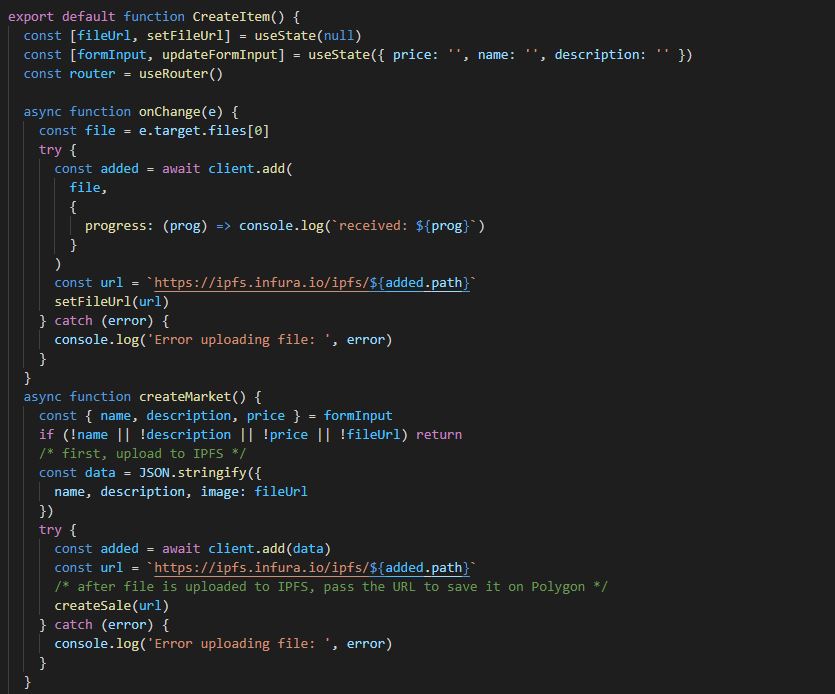 export default function CreateItem() {
  const [fileUrl, setFileUrl] = useState(null)
  const [formInput, updateFormInput] = useState({ price: '', name: '', description: '' })
  const router = useRouter()

  async function onChange(e) {
    const file = e.target.files[0]
    try {
      const added = await client.add(
        file,
        {
          progress: (prog) => console.log(`received: ${prog}`)
        }
      )
      const url = `https://ipfs.infura.io/ipfs/${added.path}`
      setFileUrl(url)
    } catch (error) {
      console.log('Error uploading file: ', error)
    }
  }
  async function createMarket() {
    const { name, description, price } = formInput
    if (!name || !description || !price || !fileUrl) return
    /* first, upload to IPFS */
    const data = JSON.stringify({
      name, description, image: fileUrl
    })
    try {
      const added = await client.add(data)
      const url = `https://ipfs.infura.io/ipfs/${added.path}`
      /* after file is uploaded to IPFS, pass the URL to save it on Polygon */
      createSale(url)
    } catch (error) {
      console.log('Error uploading file: ', error)
    }
  }